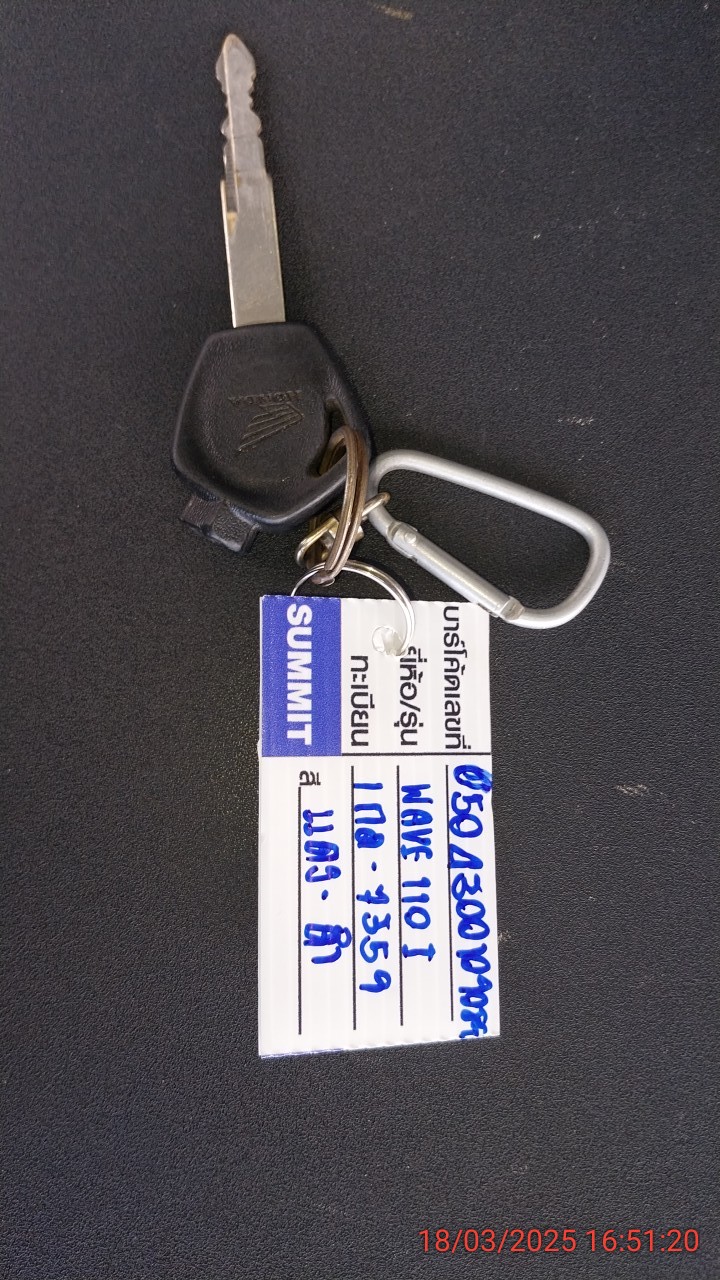 HONDA
บาร์โค้ดเลขที่
ยี่ห้อ/รุ่น WAVE 110 I
ทะเบียน 1 กล · 7359
SUMMIT สี แดง · ดำ
18/03/2025 16:51:20